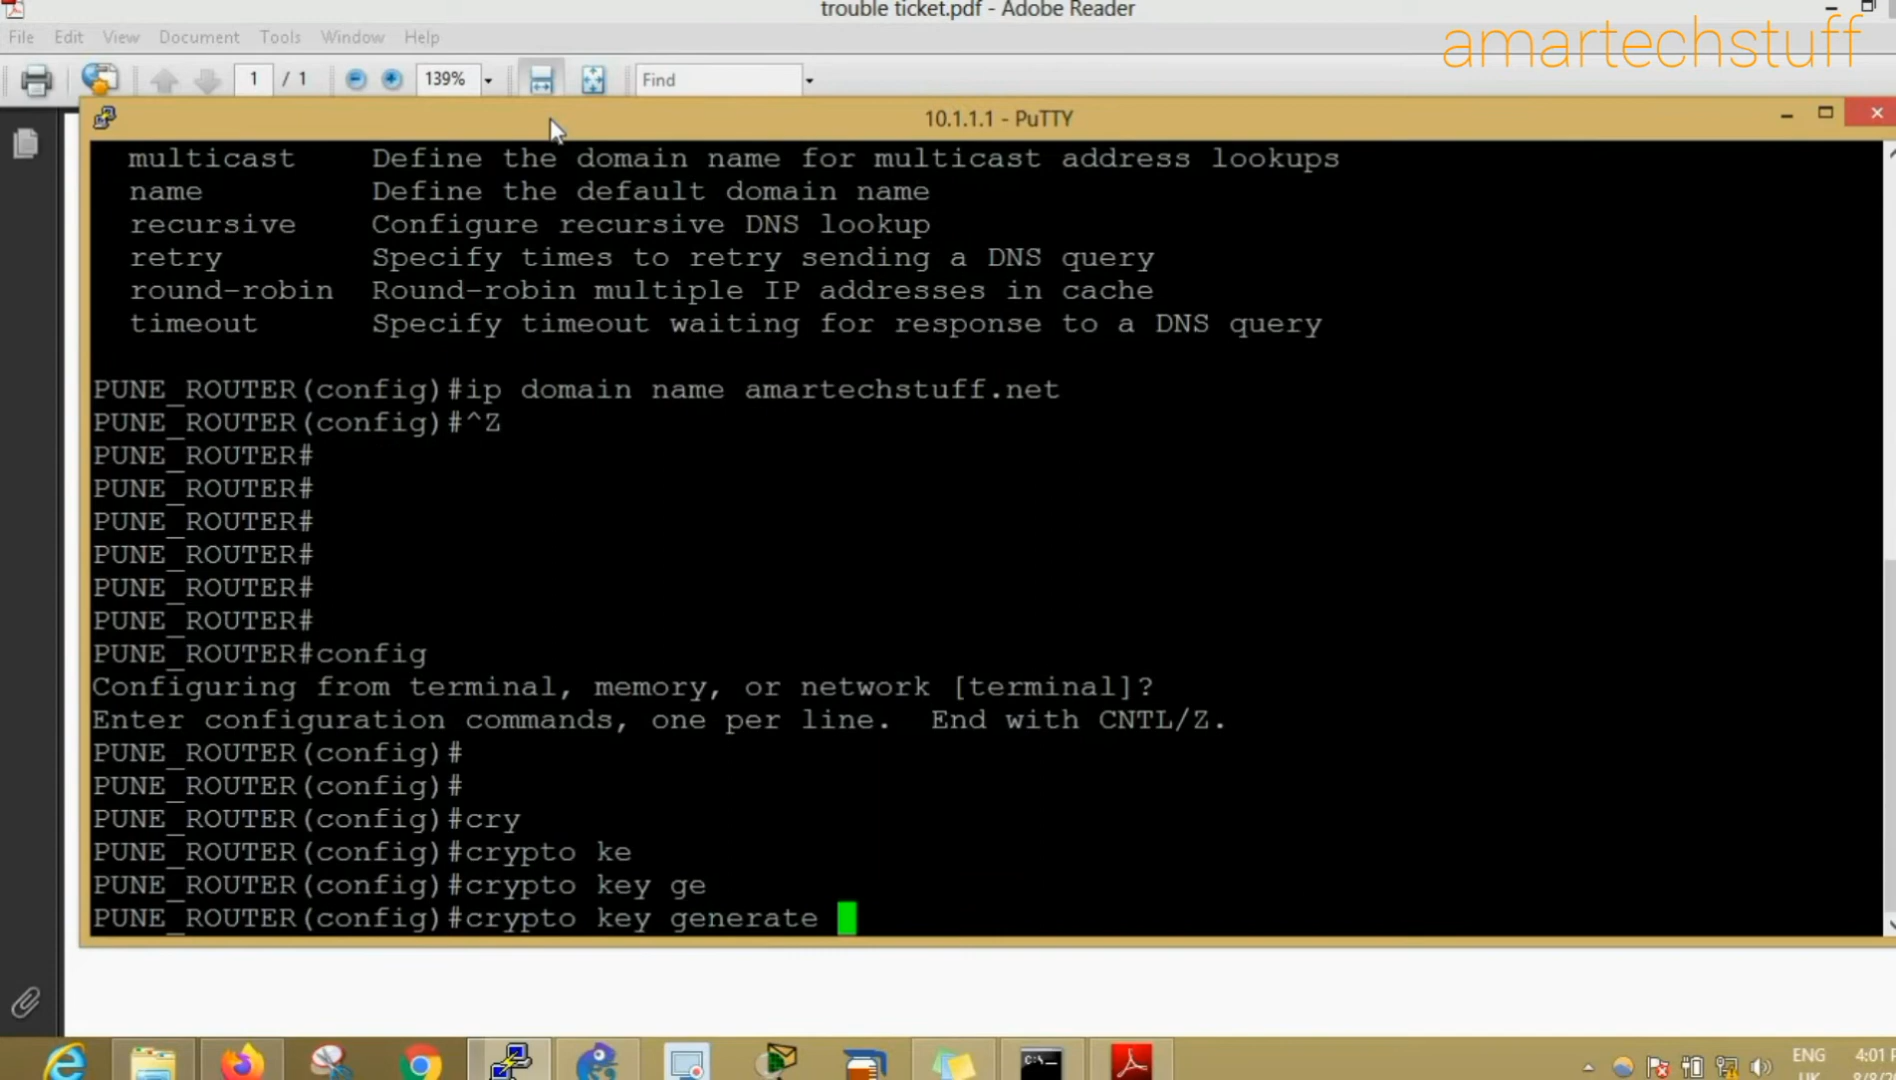 trouble ticket.pdf - Adobe Reader
amartechstuff
File Edit View Document Tools Window Help
1 / 1 139% Find
10.1.1.1 - PuTTY
multicast Define the domain name for multicast address lookups
name Define the default domain name
recursive Configure recursive DNS lookup
retry Specify times to retry sending a DNS query
round-robin Round-robin multiple IP addresses in cache
timeout Specify timeout waiting for response to a DNS query
PUNE_ROUTER(config)#ip domain name amartechstuff.net
PUNE_ROUTER(config)#^Z
PUNE_ROUTER#
PUNE_ROUTER#
PUNE_ROUTER#
PUNE_ROUTER#
PUNE_ROUTER#
PUNE_ROUTER#
PUNE_ROUTER#config
Configuring from terminal, memory, or network [terminal]?
Enter configuration commands, one per line. End with CNTL/Z.
PUNE_ROUTER(config)#
PUNE_ROUTER(config)#
PUNE_ROUTER(config)#cry
PUNE_ROUTER(config)#crypto ke
PUNE_ROUTER(config)#crypto key ge
PUNE_ROUTER(config)#crypto key generate
C:\_
ENG 4:01